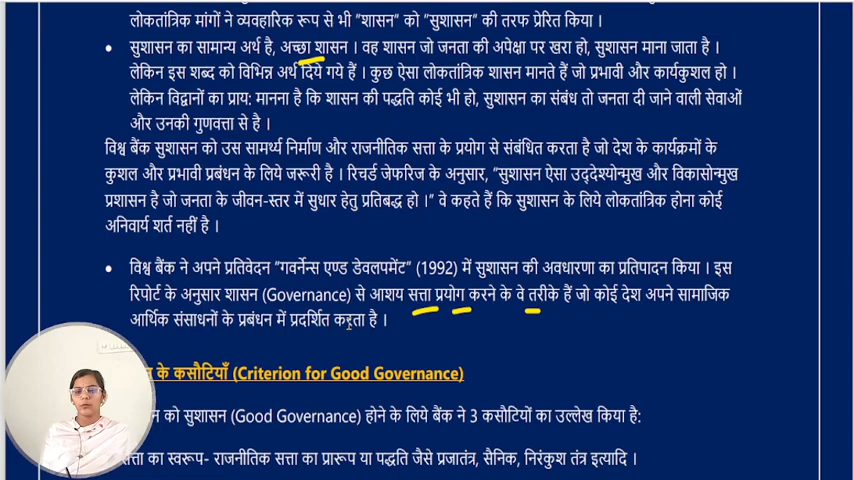 लोकतांत्रिक मांगों ने व्यवहारिक रूप से भी "शासन" को "सुशासन" की तरफ प्रेरित किया ।
• सुशासन का सामान्य अर्थ है, अच्छा शासन । वह शासन जो जनता की अपेक्षा पर खरा हो, सुशासन माना जाता है ।
लेकिन इस शब्द को विभिन्न अर्थ दिये गये हैं । कुछ ऐसा लोकतांत्रिक शासन मानते हैं जो प्रभावी और कार्यकुशल हो ।
लेकिन विद्वानों का प्राय: मानना है कि शासन की पद्धति कोई भी हो, सुशासन का संबंध तो जनता दी जाने वाली सेवाओं
और उनकी गुणवत्ता से है ।
विश्व बैंक सुशासन को उस सामर्थ्य निर्माण और राजनीतिक सत्ता के प्रयोग से संबंधित करता है जो देश के कार्यक्रमों के
कुशल और प्रभावी प्रबंधन के लिये जरूरी है । रिचर्ड जेफरिज के अनुसार, "सुशासन ऐसा उद्देश्योन्मुख और विकासोन्मुख
प्रशासन है जो जनता के जीवन-स्तर में सुधार हेतु प्रतिबद्ध हो ।" वे कहते हैं कि सुशासन के लिये लोकतांत्रिक होना कोई
अनिवार्य शर्त नहीं है ।
• विश्व बैंक ने अपने प्रतिवेदन "गवर्नेन्स एण्ड डेवलपमेंट" (1992) में सुशासन की अवधारणा का प्रतिपादन किया । इस
रिपोर्ट के अनुसार शासन (Governance) से आशय सत्ता प्रयोग करने के वे तरीके हैं जो कोई देश अपने सामाजिक
आर्थिक संसाधनों के प्रबंधन में प्रदर्शित करता है ।
के कसौटियाँ (Criterion for Good Governance)
को सुशासन (Good Governance) होने के लिये बैंक ने 3 कसौटियों का उल्लेख किया है:
सत्ता का स्वरूप- राजनीतिक सत्ता का प्रारूप या पद्धति जैसे प्रजातंत्र, सैनिक, निरंकुश तंत्र इत्यादि ।